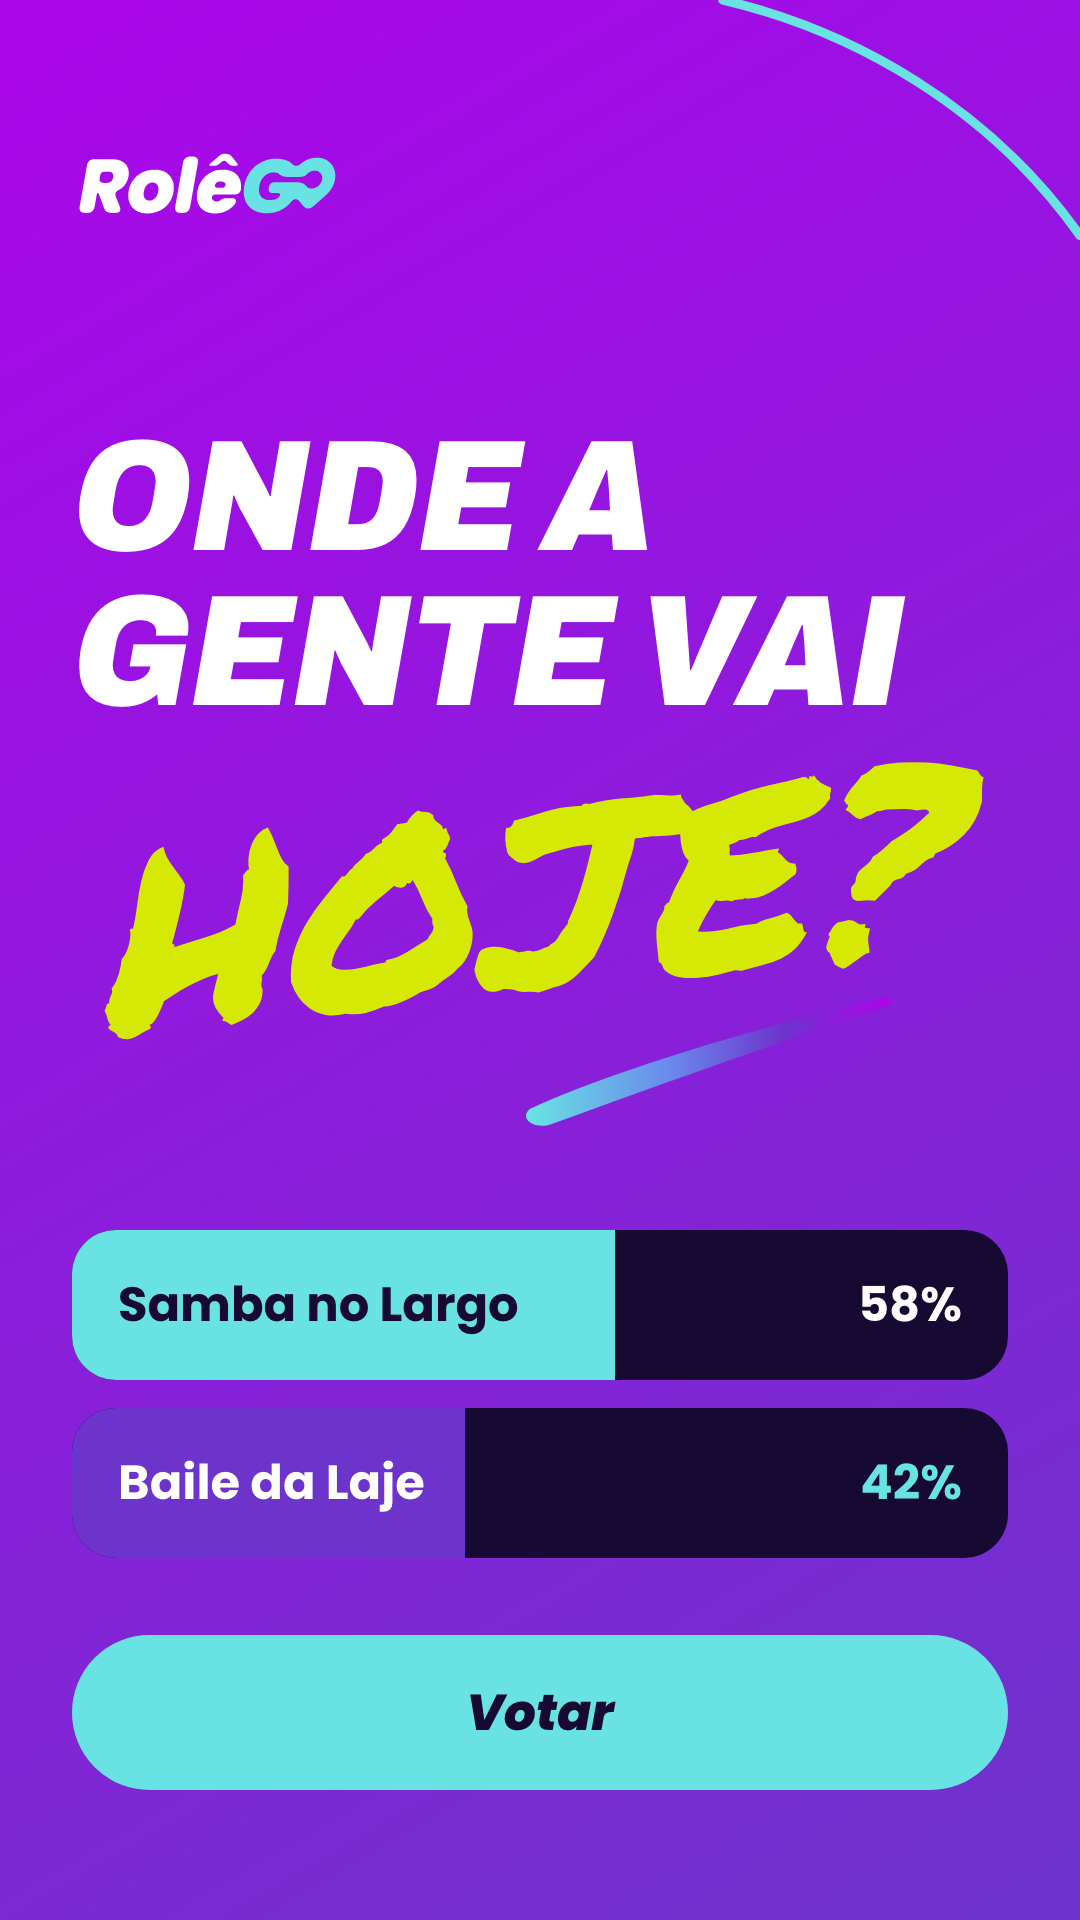 RolêGO
ONDE A
GENTE VAI
HOJE?
Samba no Largo 58%
Baile da Laje 42%
Votar